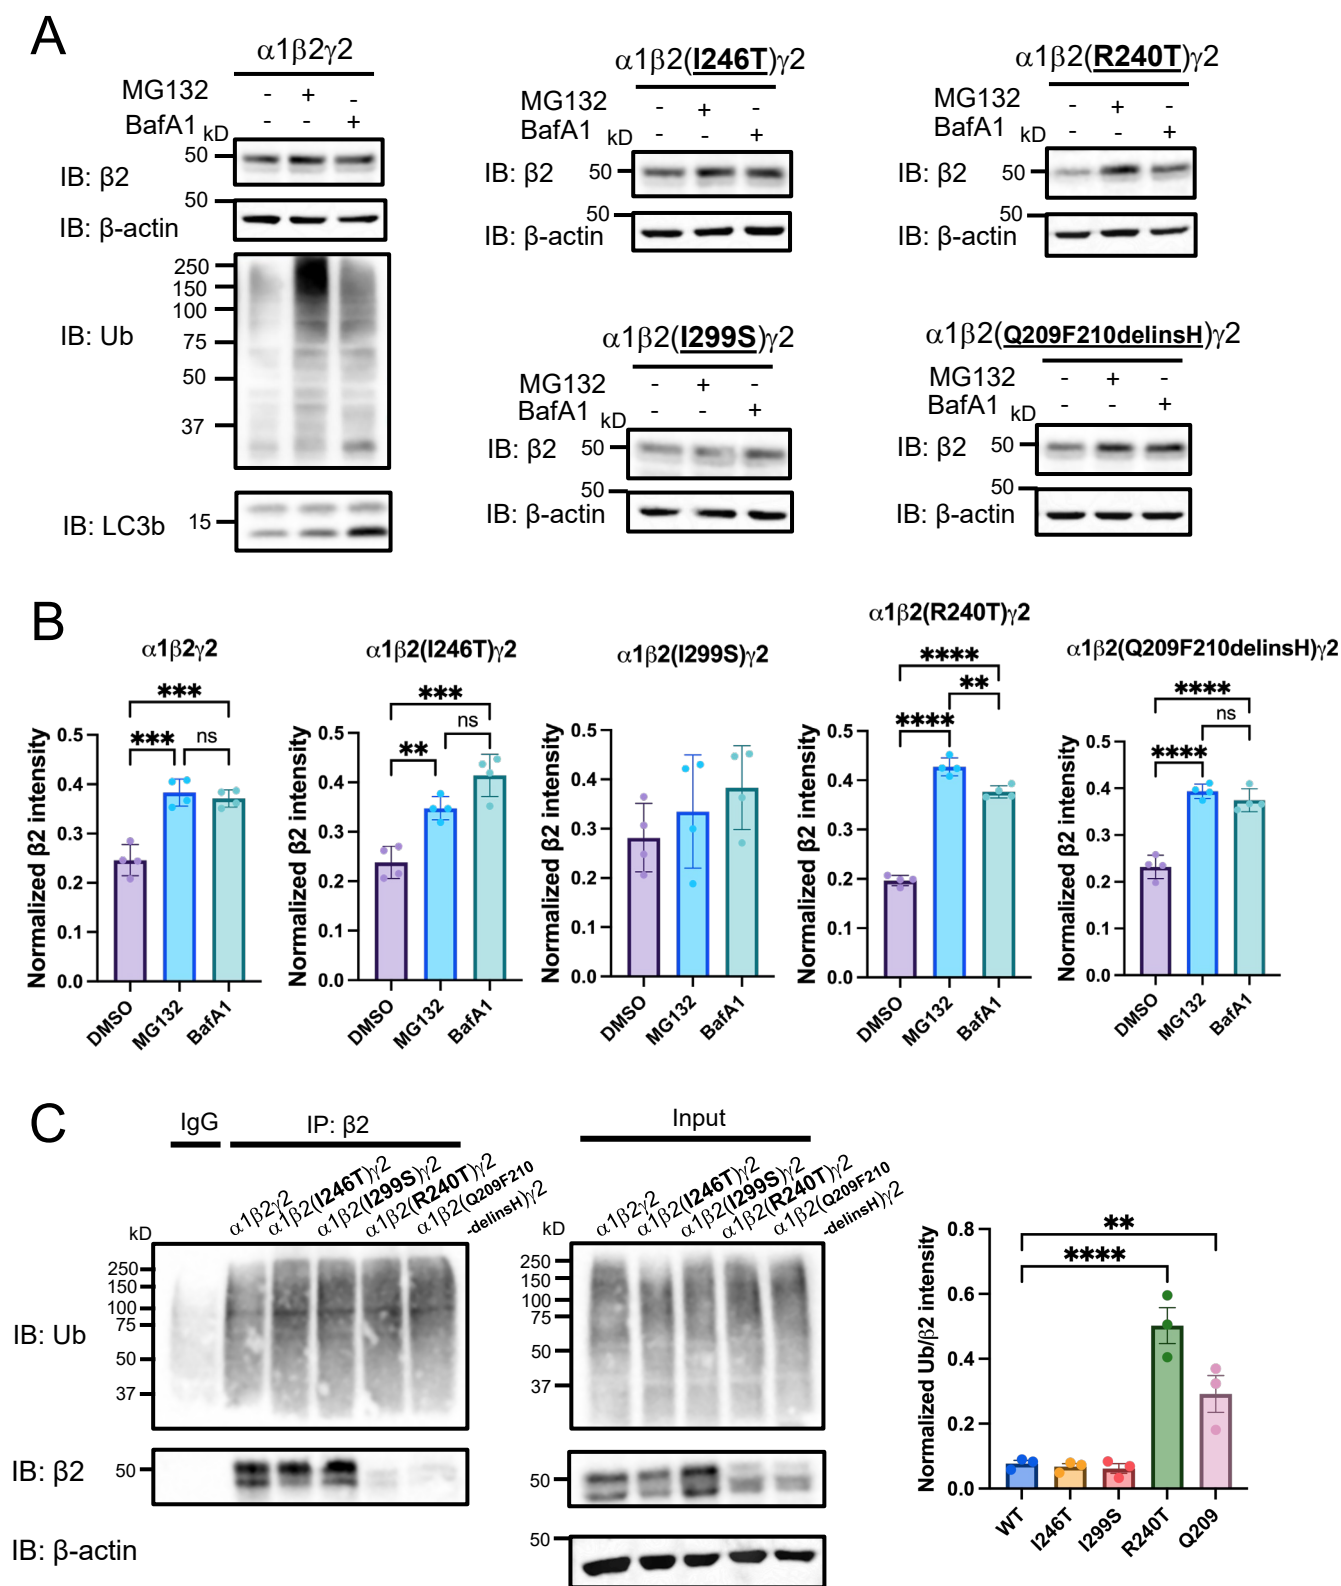 A
α1β2γ2
MG132 - + -
BafA1 - - +
kD
IB: β2 50
IB: β-actin 50
IB: Ub
250
150
100
75
50
37
IB: LC3b 15
α1β2(I246T)γ2
MG132 - + -
BafA1 - - +
kD
IB: β2 50
IB: β-actin 50
α1β2(R240T)γ2
MG132 - + -
BafA1 - - +
kD
IB: β2 50
IB: β-actin 50
α1β2(I299S)γ2
MG132 - + -
BafA1 - - +
kD
IB: β2 50
IB: β-actin 50
α1β2(Q209F210delinsH)γ2
MG132 - + -
BafA1 - - +
kD
IB: β2 50
IB: β-actin 50
B
α1β2γ2
***
*** ns
Normalized β2 intensity
0.5
0.4
0.3
0.2
0.1
0.0
DMSO MG132 BafA1
α1β2(I246T)γ2
***
** ns
Normalized β2 intensity
0.5
0.4
0.3
0.2
0.1
0.0
DMSO MG132 BafA1
α1β2(I299S)γ2
Normalized β2 intensity
0.5
0.4
0.3
0.2
0.1
0.0
DMSO MG132 BafA1
α1β2(R240T)γ2
****
**
****
Normalized β2 intensity
0.5
0.4
0.3
0.2
0.1
0.0
DMSO MG132 BafA1
α1β2(Q209F210delinsH)γ2
****
ns
****
Normalized β2 intensity
0.5
0.4
0.3
0.2
0.1
0.0
DMSO MG132 BafA1
C
IgG IP: β2
α1β2γ2
α1β2(I246T)γ2
α1β2(I299S)γ2
α1β2(R240T)γ2
α1β2(Q209F210
-delinsH)γ2
kD
IB: Ub
250
150
100
75
50
37
IB: β2 50
IB: β-actin
Input
α1β2γ2
α1β2(I246T)γ2
α1β2(I299S)γ2
α1β2(R240T)γ2
α1β2(Q209F210
-delinsH)γ2
kD
250
150
100
75
50
37
50
50
**
****
Normalized Ub/β2 intensity
0.8
0.6
0.4
0.2
0.0
WT I246T I299S R240T Q209